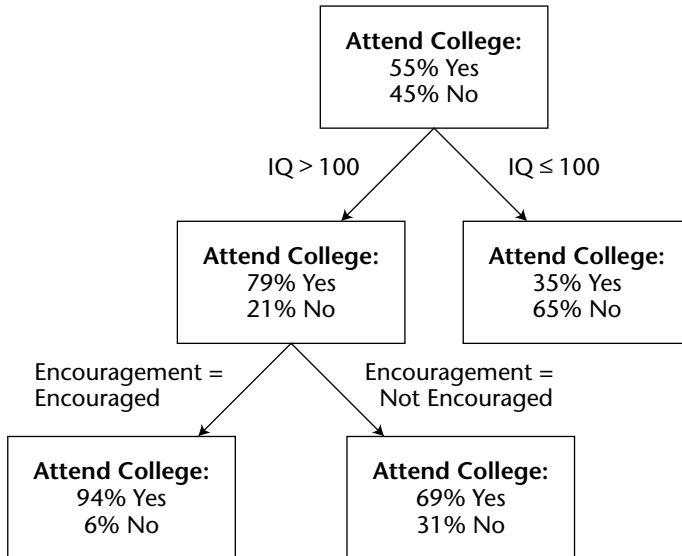 Attend College:
55% Yes
45% No
IQ > 100
IQ ≤ 100
Attend College:
79% Yes
21% No
Attend College:
35% Yes
65% No
Encouragement =
Encouraged
Encouragement =
Not Encouraged
Attend College:
94% Yes
6% No
Attend College:
69% Yes
31% No